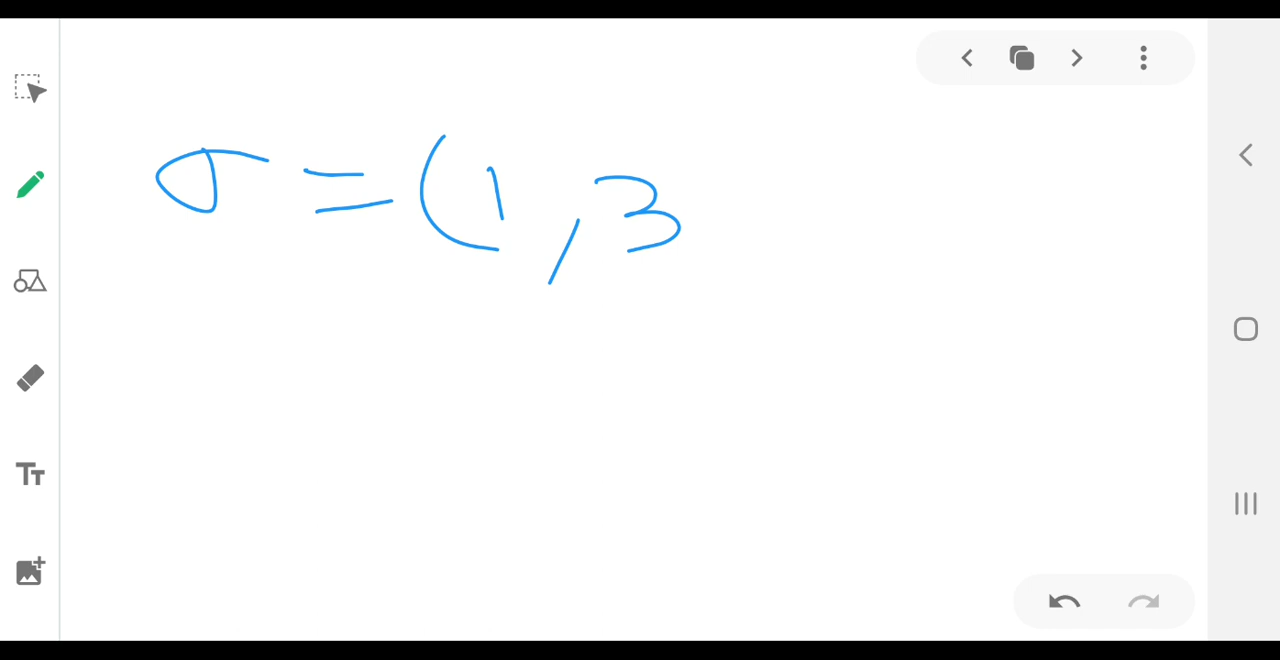 σ = (1, 3